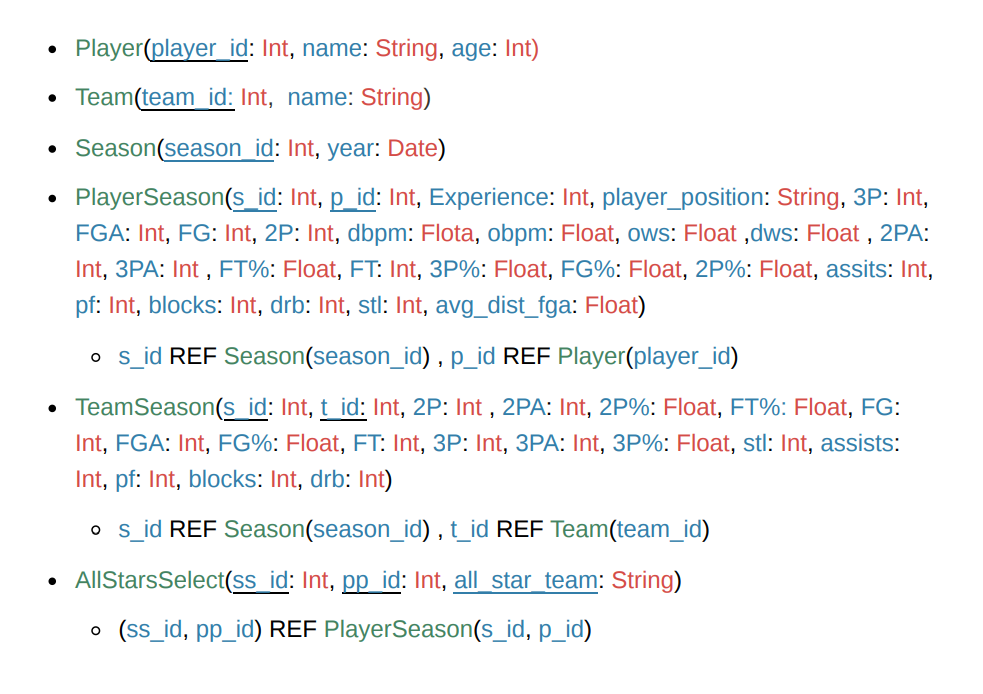 • Player(player_id: Int, name: String, age: Int)
• Team(team_id: Int,  name: String)
• Season(season_id: Int, year: Date)
• PlayerSeason(s_id: Int, p_id: Int, Experience: Int, player_position: String, 3P: Int,
FGA: Int, FG: Int, 2P: Int, dbpm: Flota, obpm: Float, ows: Float ,dws: Float , 2PA:
Int, 3PA: Int , FT%: Float, FT: Int, 3P%: Float, FG%: Float, 2P%: Float, assits: Int,
pf: Int, blocks: Int, drb: Int, stl: Int, avg_dist_fga: Float)
○ s_id REF Season(season_id) , p_id REF Player(player_id)
• TeamSeason(s_id: Int, t_id: Int, 2P: Int , 2PA: Int, 2P%: Float, FT%: Float, FG:
Int, FGA: Int, FG%: Float, FT: Int, 3P: Int, 3PA: Int, 3P%: Float, stl: Int, assists:
Int, pf: Int, blocks: Int, drb: Int)
○ s_id REF Season(season_id) , t_id REF Team(team_id)
• AllStarsSelect(ss_id: Int, pp_id: Int, all_star_team: String)
○ (ss_id, pp_id) REF PlayerSeason(s_id, p_id)